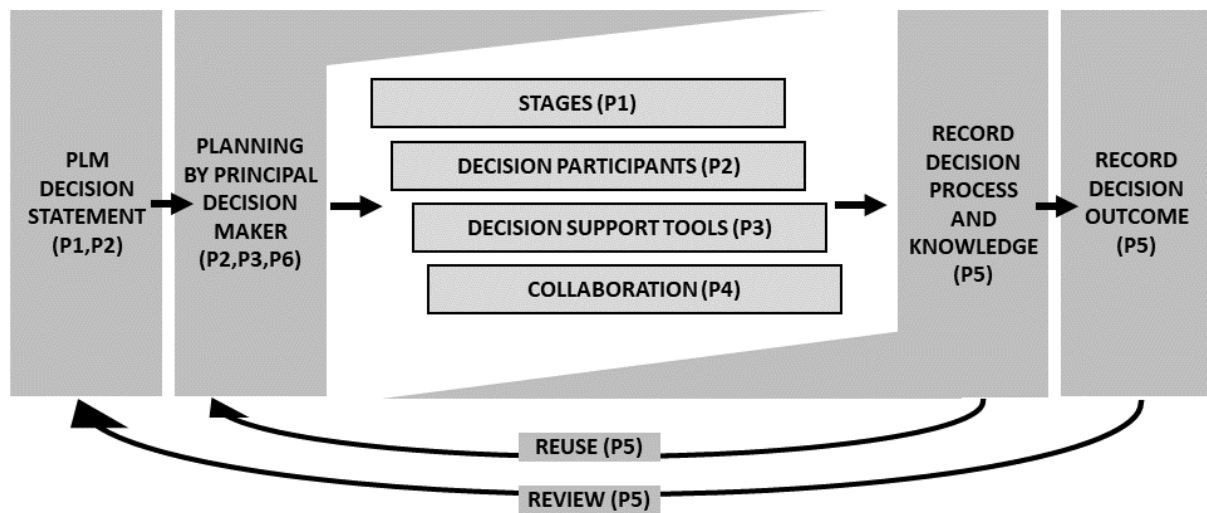 PLM
DECISION
STATEMENT
(P1,P2)
PLANNING
BY PRINCIPAL
DECISION
MAKER
(P2,P3,P6)
STAGES (P1)
DECISION PARTICIPANTS (P2)
DECISION SUPPORT TOOLS (P3)
COLLABORATION (P4)
RECORD
DECISION
PROCESS
AND
KNOWLEDGE
(P5)
RECORD
DECISION
OUTCOME
(P5)
REUSE (P5)
REVIEW (P5)